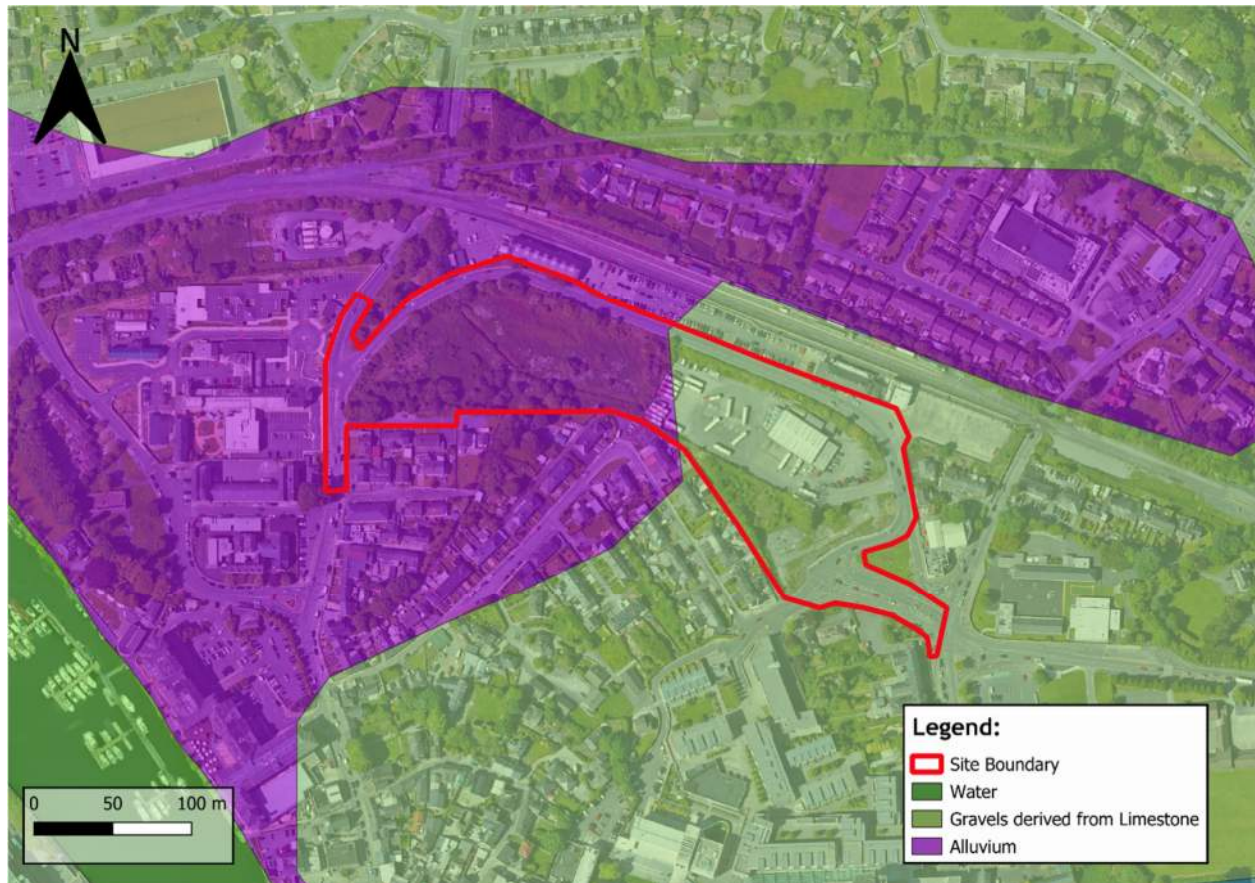 N
0 50 100 m
Legend:
Site Boundary
Water
Gravels derived from Limestone
Alluvium